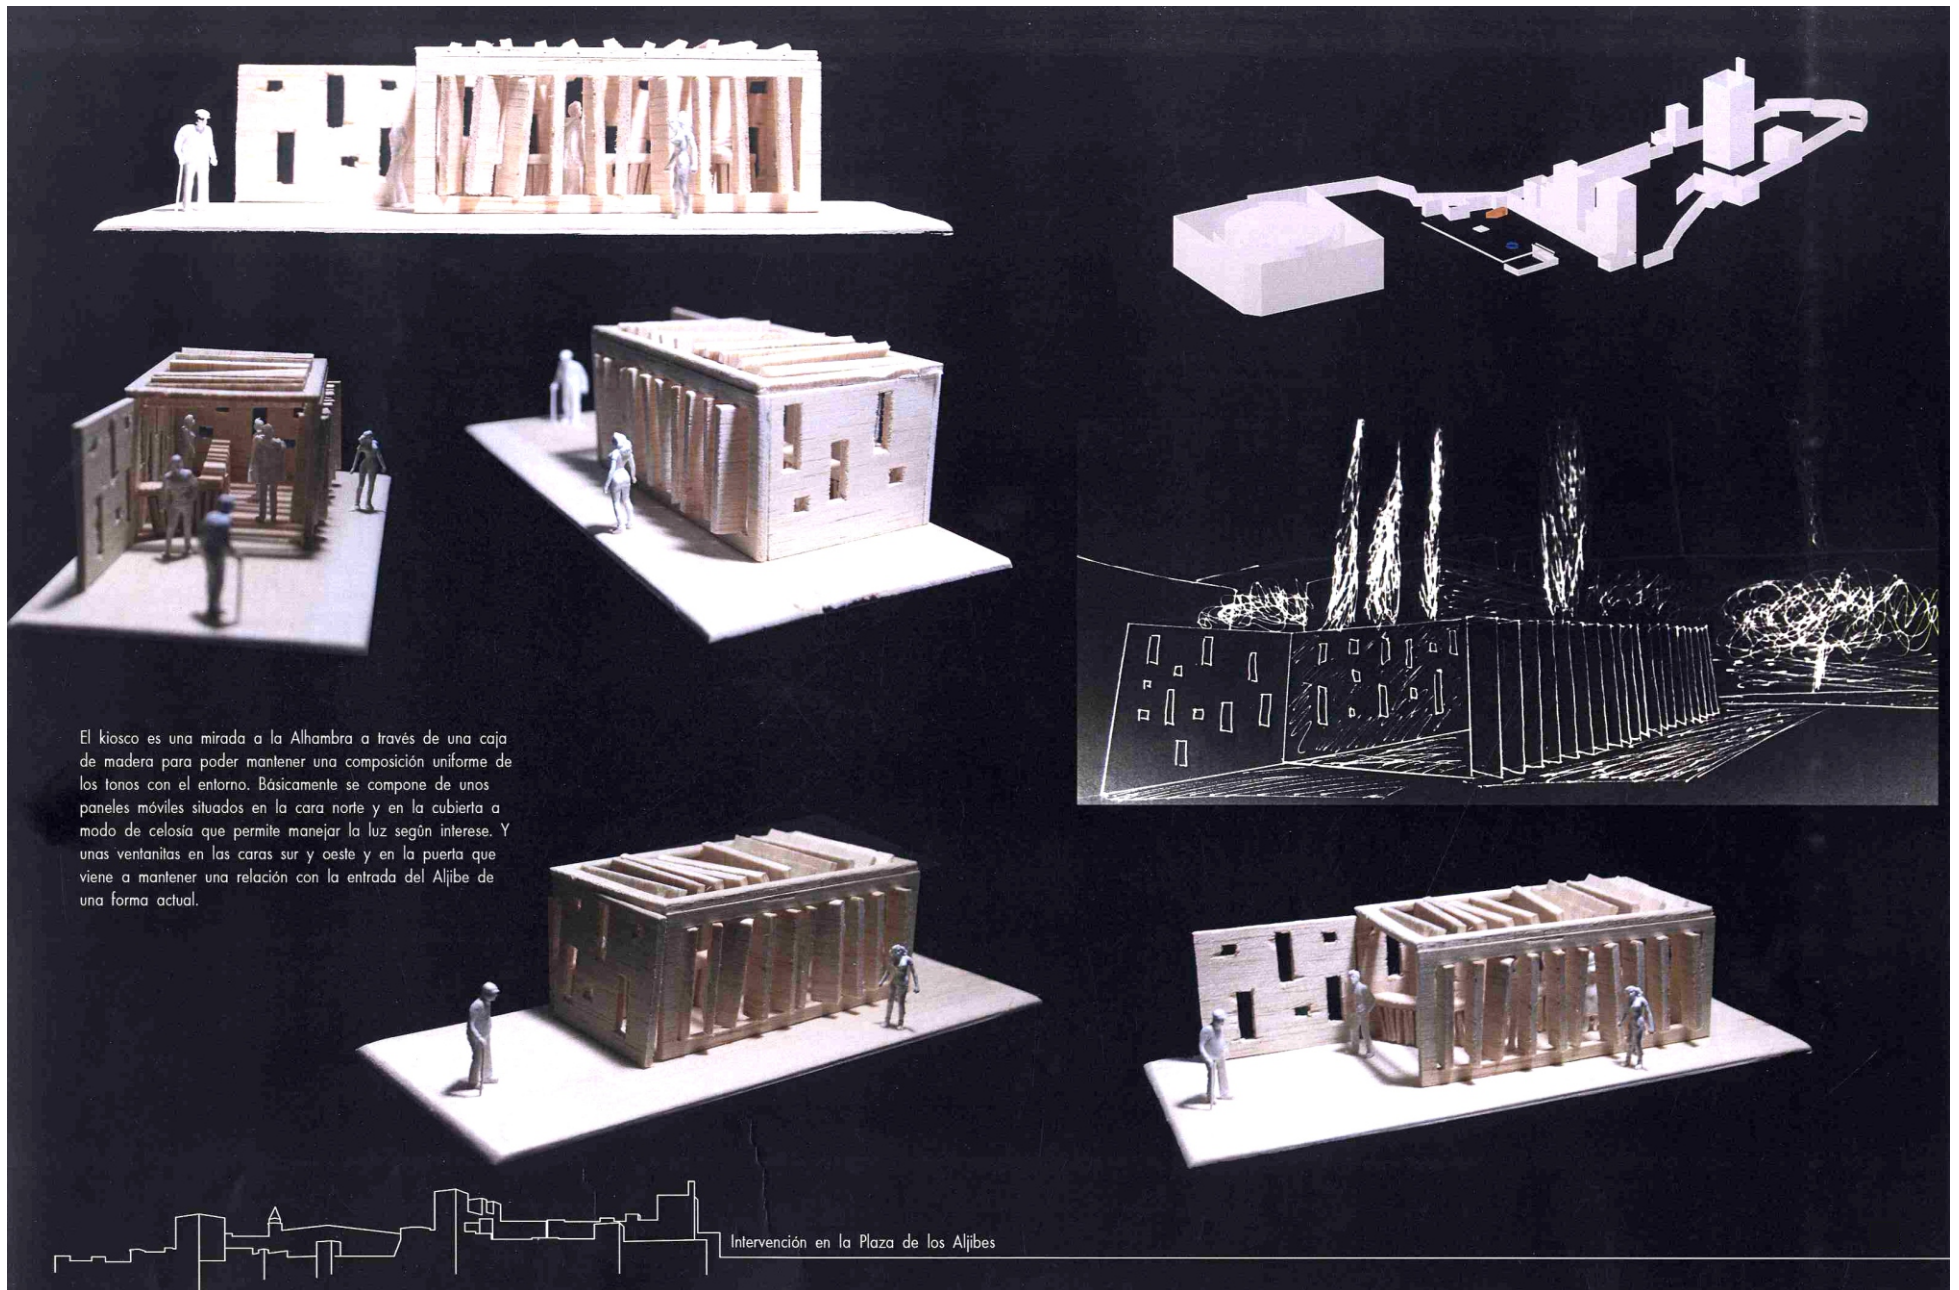 El kiosco es una mirada a la Alhambra a través de una caja
de madera para poder mantener una composición uniforme de
los tonos con el entorno. Básicamente se compone de unos
paneles móviles situados en la cara norte y en la cubierta a
modo de celosía que permite manejar la luz según interese. Y
unas ventanitas en las caras sur y oeste y en la puerta que
viene a mantener una relación con la entrada del Aljibe de
una forma actual.
Intervención en la Plaza de los Aljibes